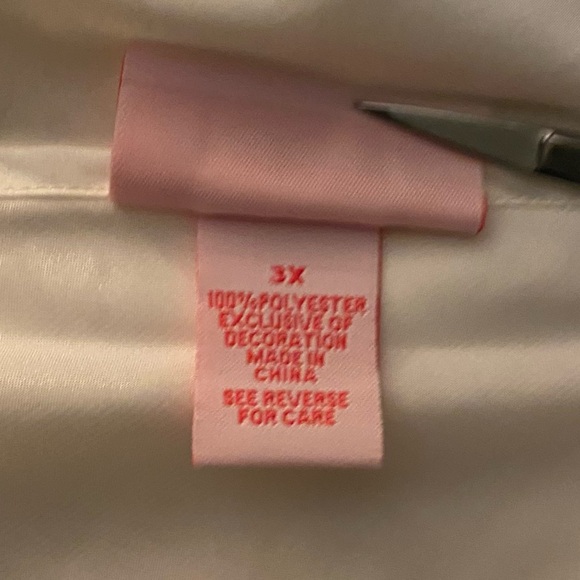 3X
100%POLYESTER
EXCLUSIVE OF
DECORATION
MADE IN
CHINA
SEE REVERSE
FOR CARE